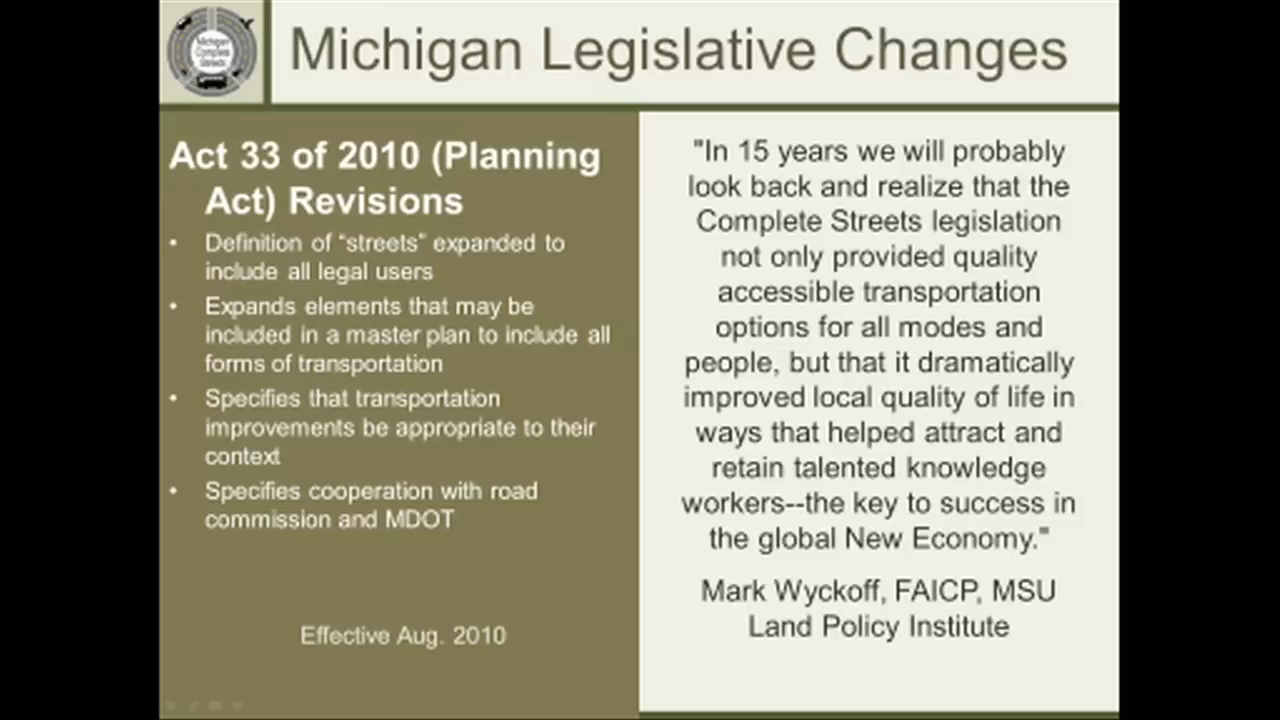 Michigan
Complete
Streets
Michigan Legislative Changes
Act 33 of 2010 (Planning
Act) Revisions
• Definition of “streets” expanded to
include all legal users
• Expands elements that may be
included in a master plan to include all
forms of transportation
• Specifies that transportation
improvements be appropriate to their
context
• Specifies cooperation with road
commission and MDOT
Effective Aug. 2010
"In 15 years we will probably
look back and realize that the
Complete Streets legislation
not only provided quality
accessible transportation
options for all modes and
people, but that it dramatically
improved local quality of life in
ways that helped attract and
retain talented knowledge
workers--the key to success in
the global New Economy."
Mark Wyckoff, FAICP, MSU
Land Policy Institute